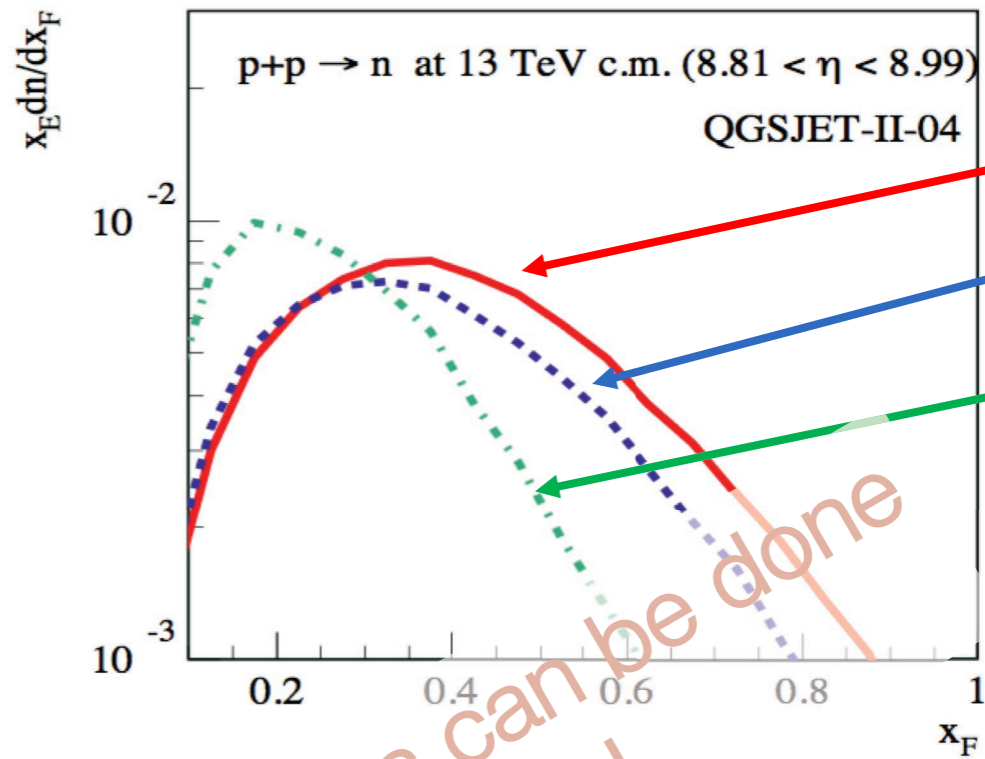 x_E dn/dx_F
p+p → n at 13 TeV c.m. (8.81 < η < 8.99)
QGSJET-II-04
10^-2
10^-3
0.2 0.4 0.6 0.8 1
x_F
can be done